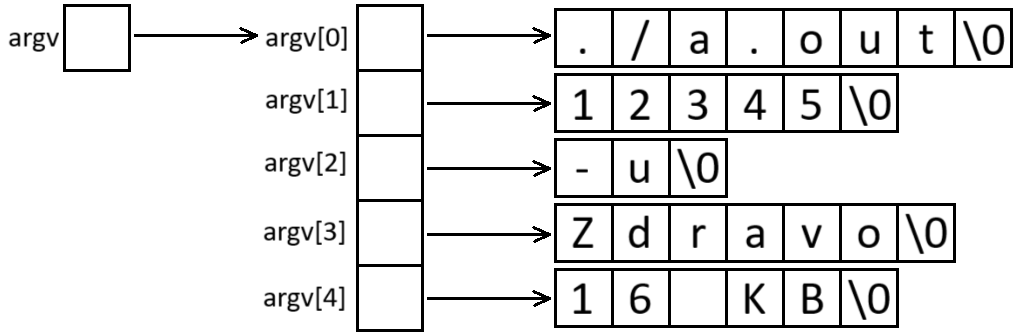 argv argv[0] . / a . o u t \0
argv[1] 1 2 3 4 5 \0
argv[2] - u \0
argv[3] Z d r a v o \0
argv[4] 1 6 K B \0